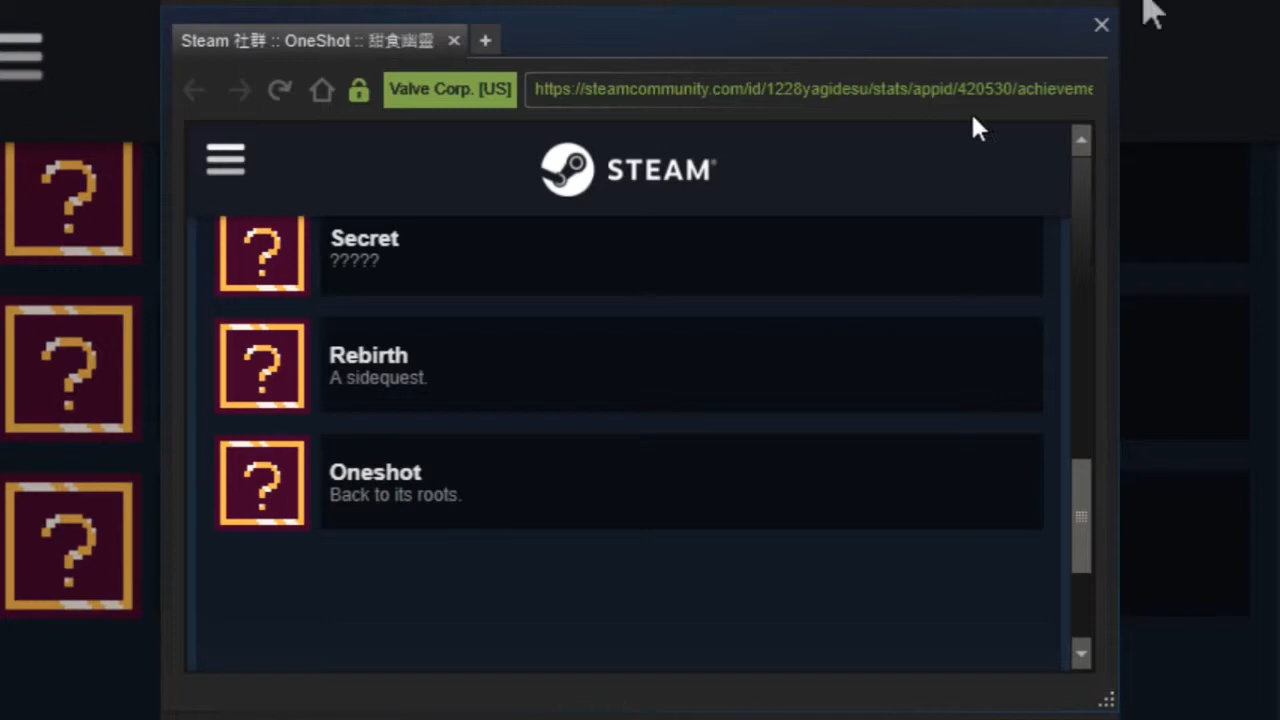 Steam 社群 :: OneShot :: 甜食幽靈
Valve Corp. [US]
https://steamcommunity.com/id/1228yagidesu/stats/appid/420530/achieveme
STEAM®
Secret
?????
Rebirth
A sidequest.
Oneshot
Back to its roots.